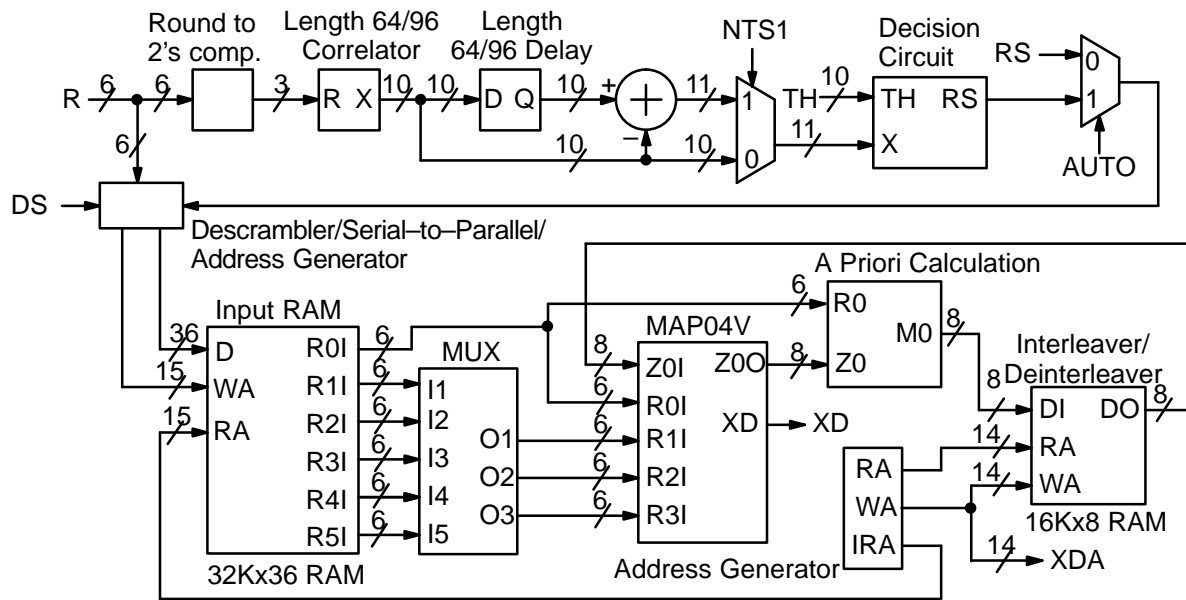 Round to
2's comp.
Length 64/96
Correlator
Length
64/96 Delay
NTS1
Decision
Circuit
RS
R
6
6
3
R X
10
10
D Q
10
+
–
11
1
0
10
10
TH
10
11
TH RS
X
0
1
AUTO
6
DS
Descrambler/Serial–to–Parallel/
Address Generator
Input RAM
36
D
15
WA
15
RA
R0I
R1I
R2I
R3I
R4I
R5I
6
6
6
6
6
6
32Kx36 RAM
MUX
I1
I2
I3
I4
I5
O1
O2
O3
MAP04V
8
6
6
6
6
Z0I Z0O
R0I
R1I XD
R2I
R3I
8
XD
A Priori Calculation
6
R0
M0
Z0
8
Interleaver/
Deinterleaver
8
DI DO
8
14
RA
14
WA
16Kx8 RAM
RA
WA
IRA
Address Generator
14
XDA